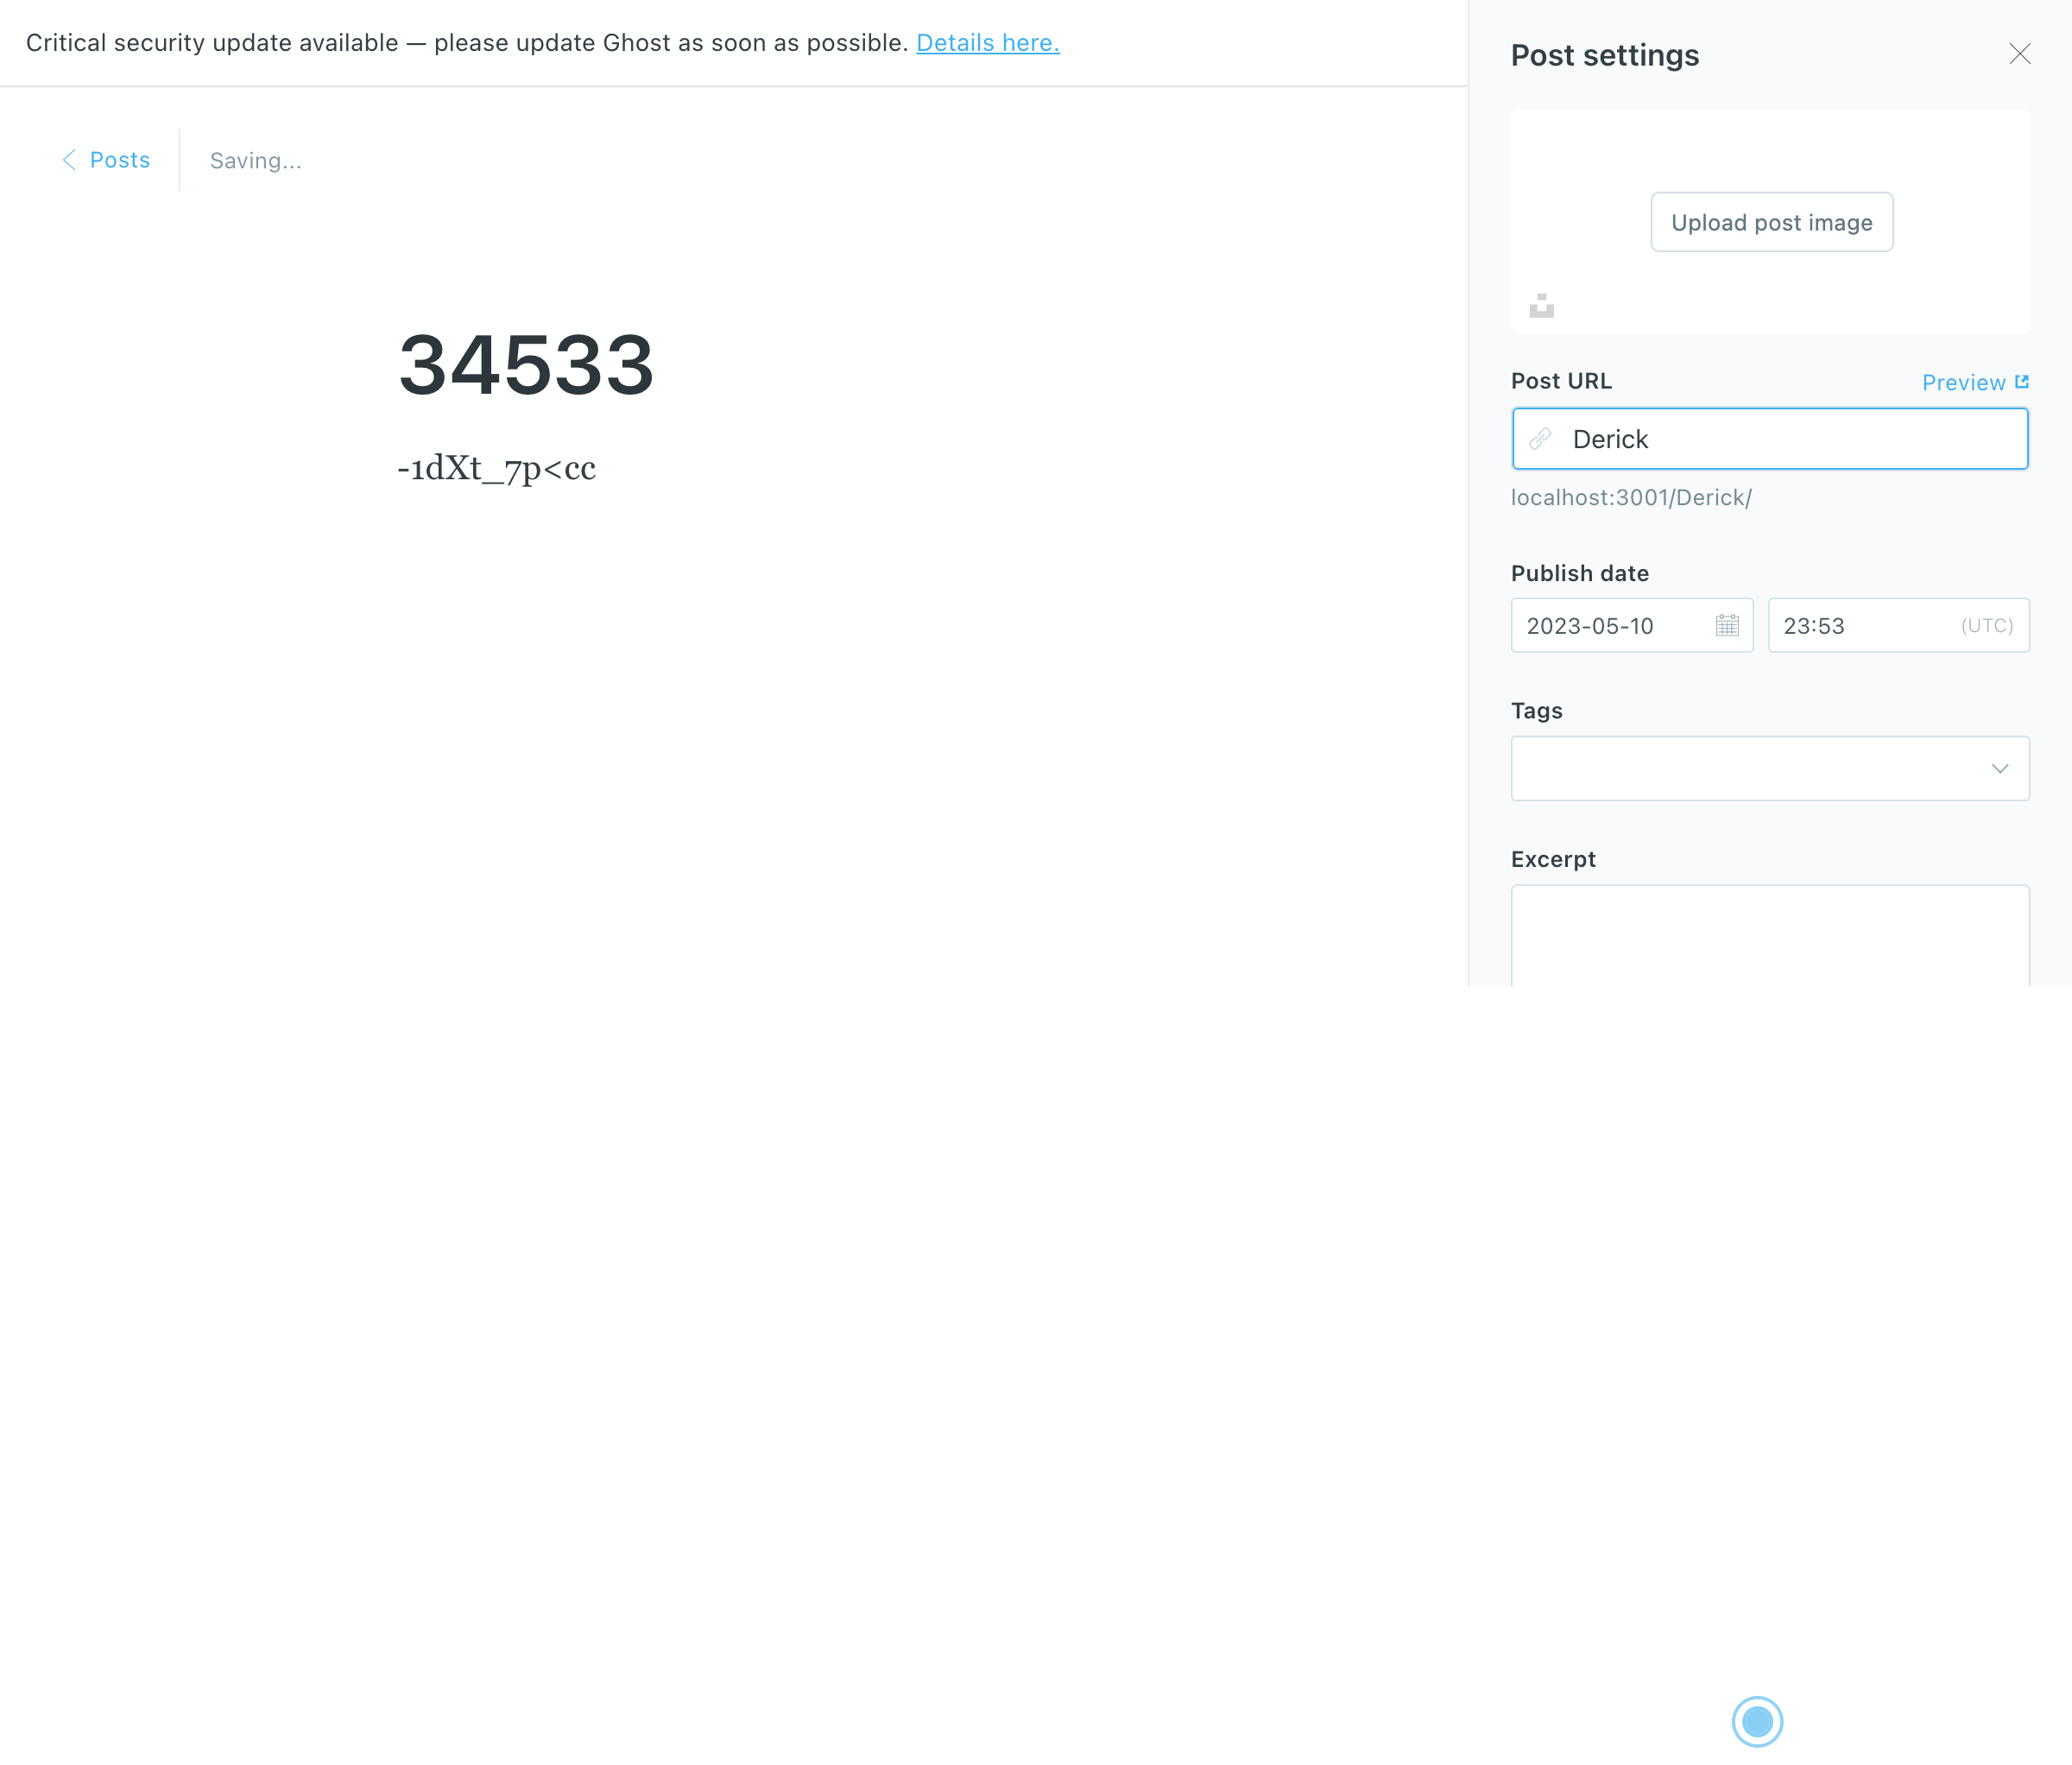 Critical security update available — please update Ghost as soon as possible. Details here.
Posts
Saving...
34533
-1dXt_7p<cc
Post settings
Upload post image
Post URL
Preview
Derick
localhost:3001/Derick/
Publish date
2023-05-10
23:53
(UTC)
Tags
Excerpt